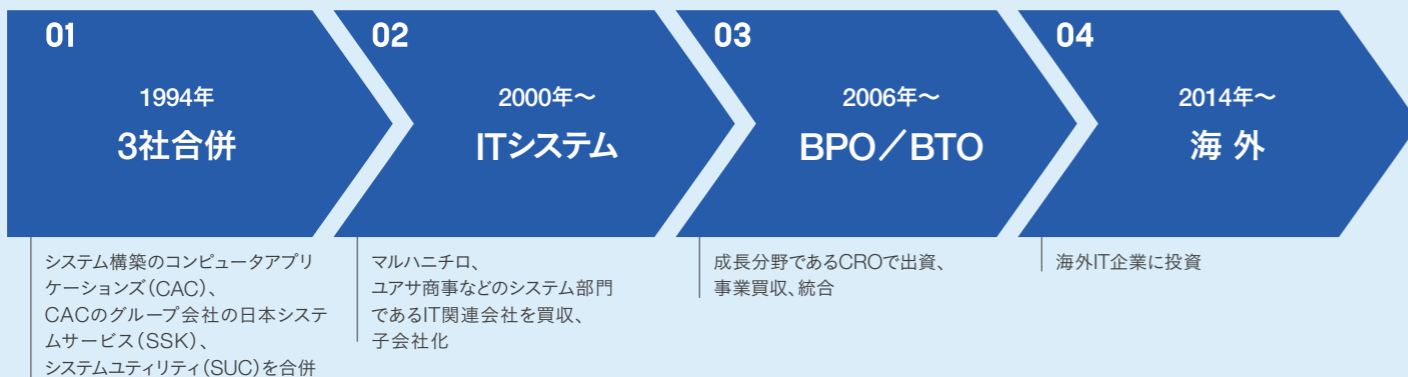 01
1994年
3社合併
システム構築のコンピュータアプリ
ケーションズ(CAC)、
CACのグループ会社の日本システ
ムサービス(SSK)、
システムユティリティ(SUC)を合併
02
2000年～
ITシステム
マルハニチロ、
ユアサ商事などのシステム部門
であるIT関連会社を買収、
子会社化
03
2006年～
BPO／BTO
成長分野であるCROで出資、
事業買収、統合
04
2014年～
海外
海外IT企業に投資